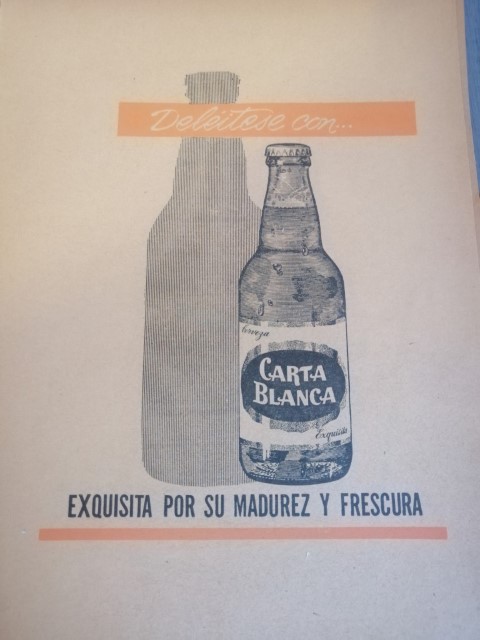 Deléitese con...
Cerveza
CARTA
BLANCA
Exquisita
EXQUISITA POR SU MADUREZ Y FRESCURA